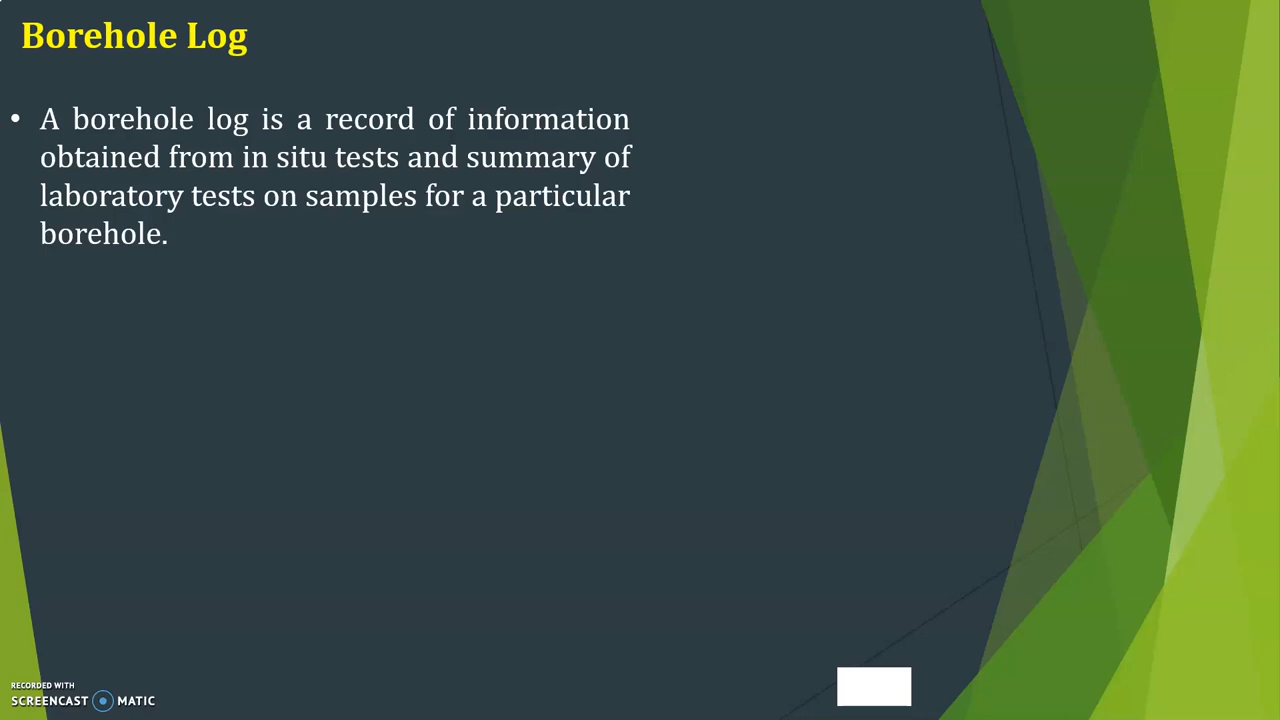 Borehole Log
• A borehole log is a record of information
obtained from in situ tests and summary of
laboratory tests on samples for a particular
borehole.
RECORDED WITH
SCREENCAST MATIC